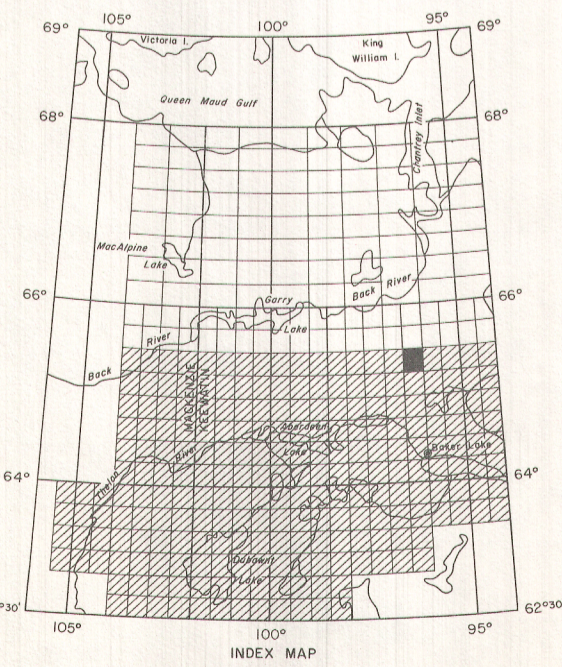 105° 100° 95°
69° 69°
Victoria I.
King
William I.
Queen Maud Gulf
68° 68°
Chantrey Inlet
MacAlpine
Lake
66° 66°
Back River
Garry
Lake
River
Back
MACKENZIE
KEEWATIN
Aberdeen
Lake
River
Baker Lake
Thelon
64° 64°
Dubawnt
Lake
°30' 62°30'
105° 100° 95°
INDEX MAP